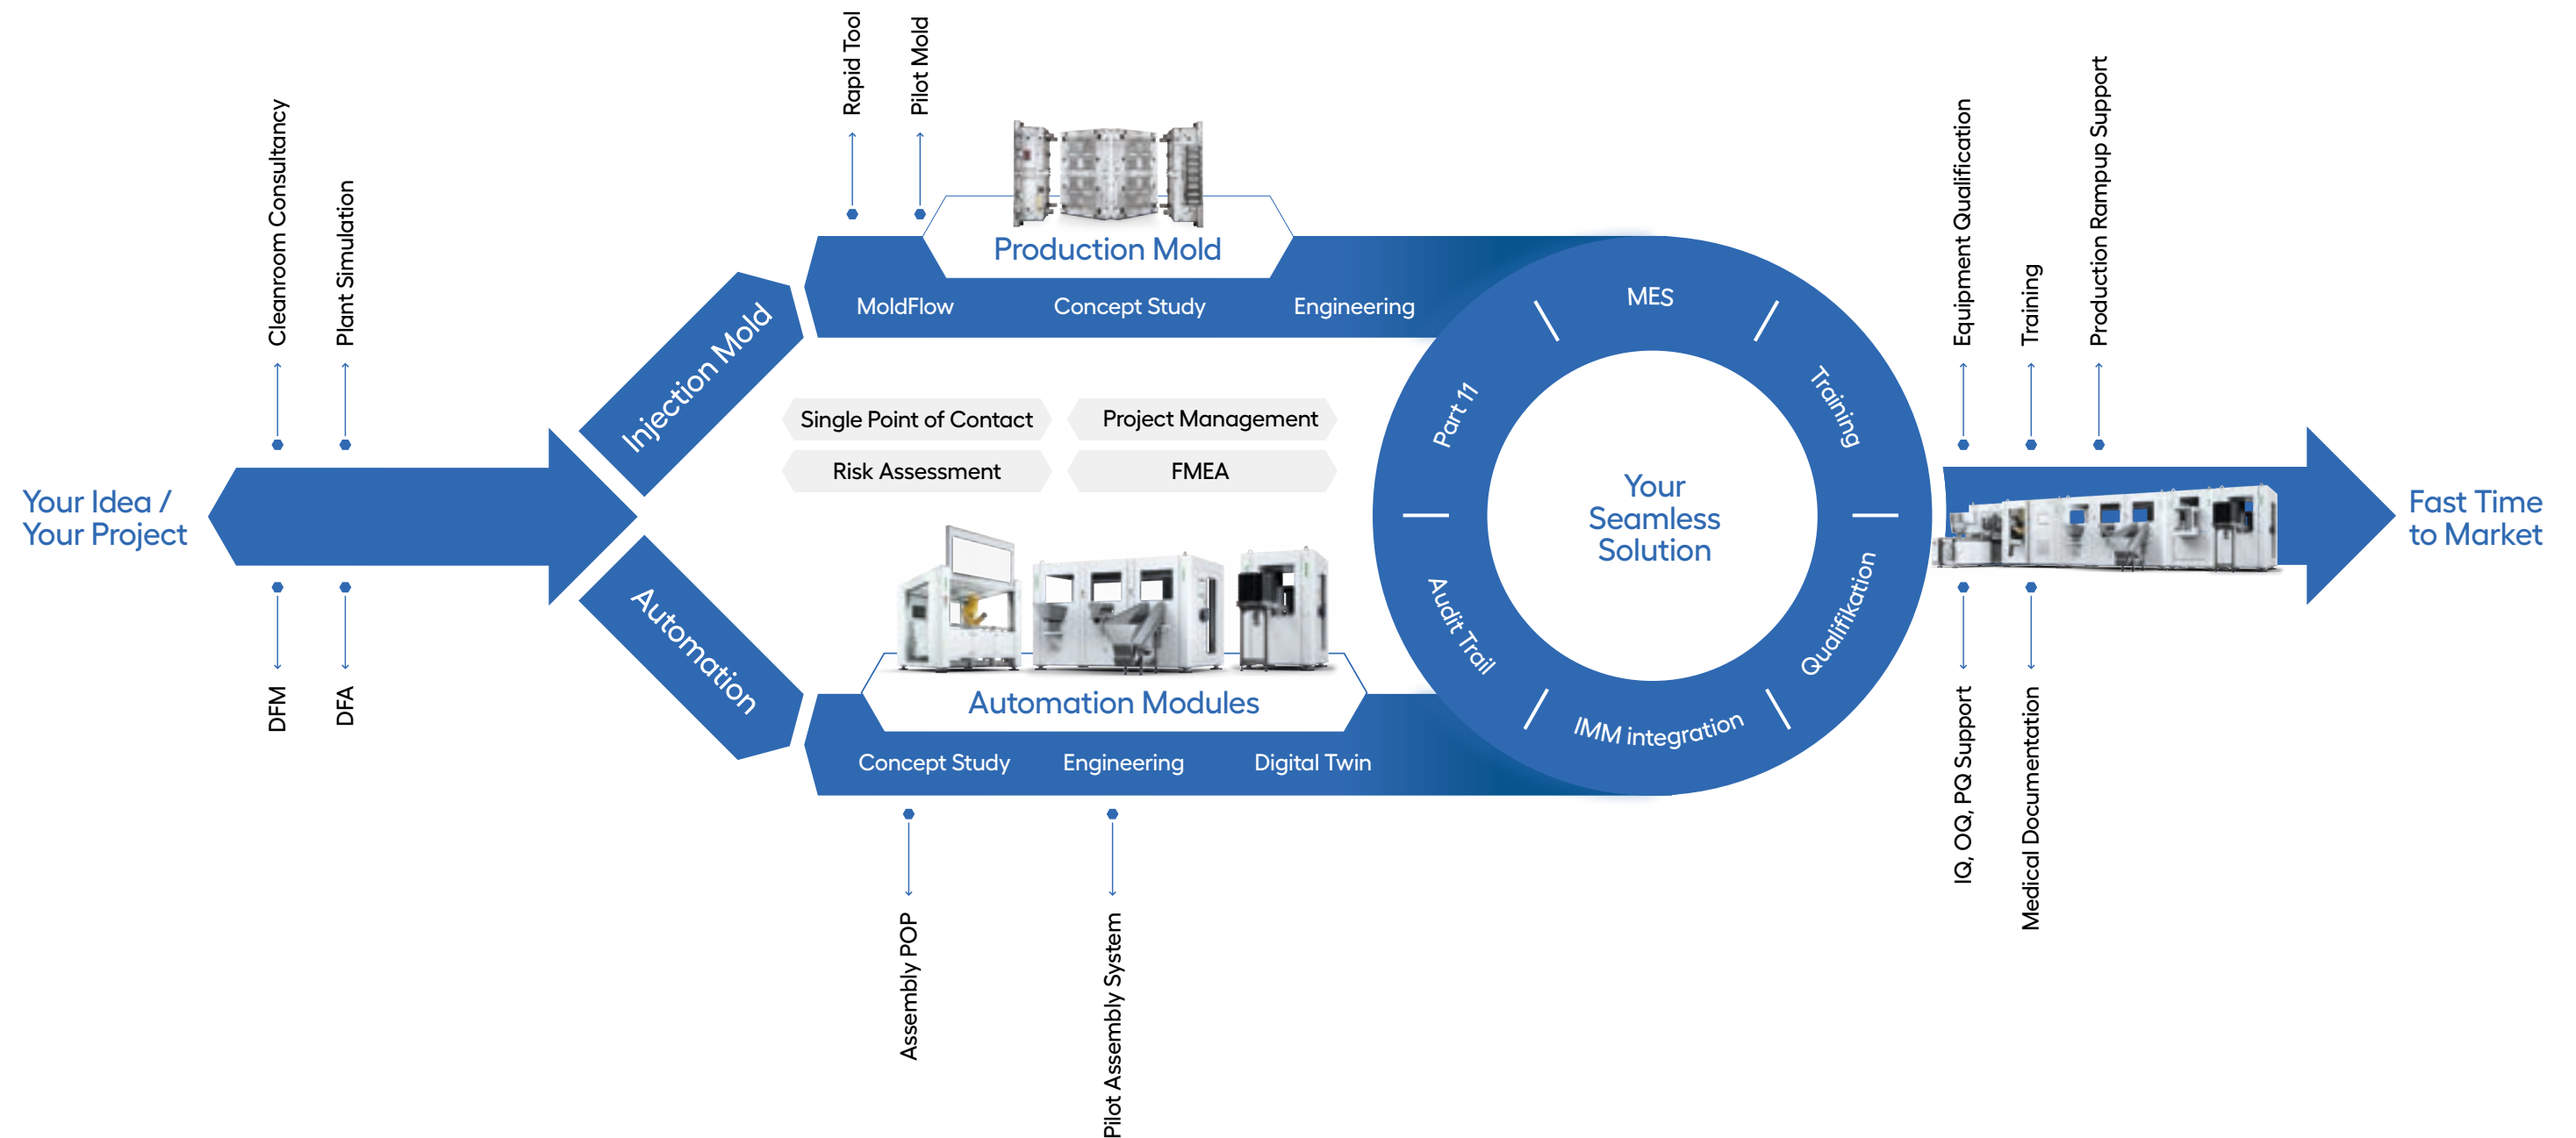 Your Idea /
Your Project
Cleanroom Consultancy
Plant Simulation
DFM
DFA
Injection Mold
Automation
Rapid Tool
Pilot Mold
Production Mold
MoldFlow
Concept Study
Engineering
Single Point of Contact
Project Management
Risk Assessment
FMEA
Automation Modules
Concept Study
Engineering
Digital Twin
Assembly POP
Pilot Assembly System
MES
Training
Qualifikation
IMM integration
Audit Trail
Part 11
Your
Seamless
Solution
Equipment Qualification
Training
Production Rampup Support
IQ, OQ, PQ Support
Medical Documentation
Fast Time
to Market